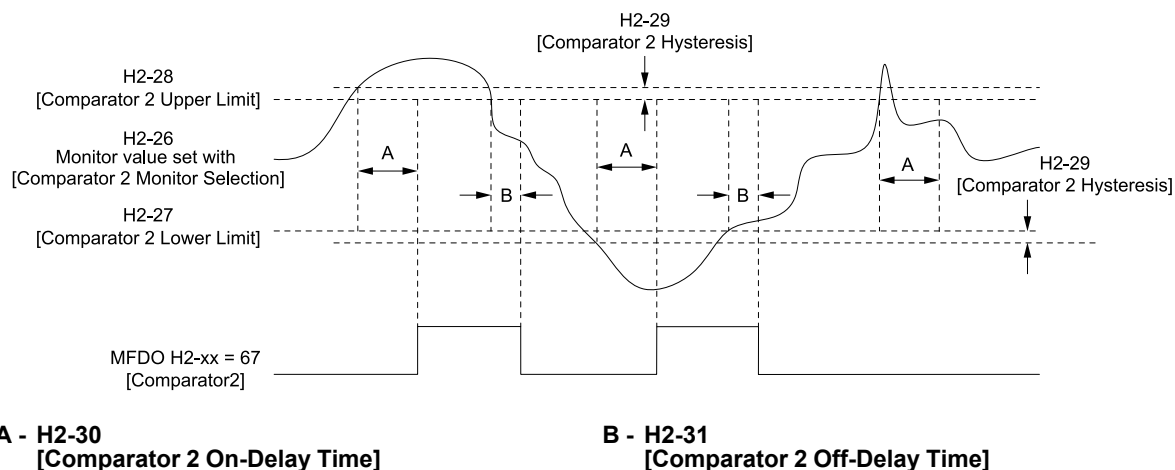 H2-29
[Comparator 2 Hysteresis]
H2-28
[Comparator 2 Upper Limit]
H2-26
Monitor value set with
[Comparator 2 Monitor Selection]
A
A
A
H2-29
[Comparator 2 Hysteresis]
B
B
H2-27
[Comparator 2 Lower Limit]
MFDO H2-xx = 67
[Comparator2]
A - H2-30
[Comparator 2 On-Delay Time]
B - H2-31
[Comparator 2 Off-Delay Time]